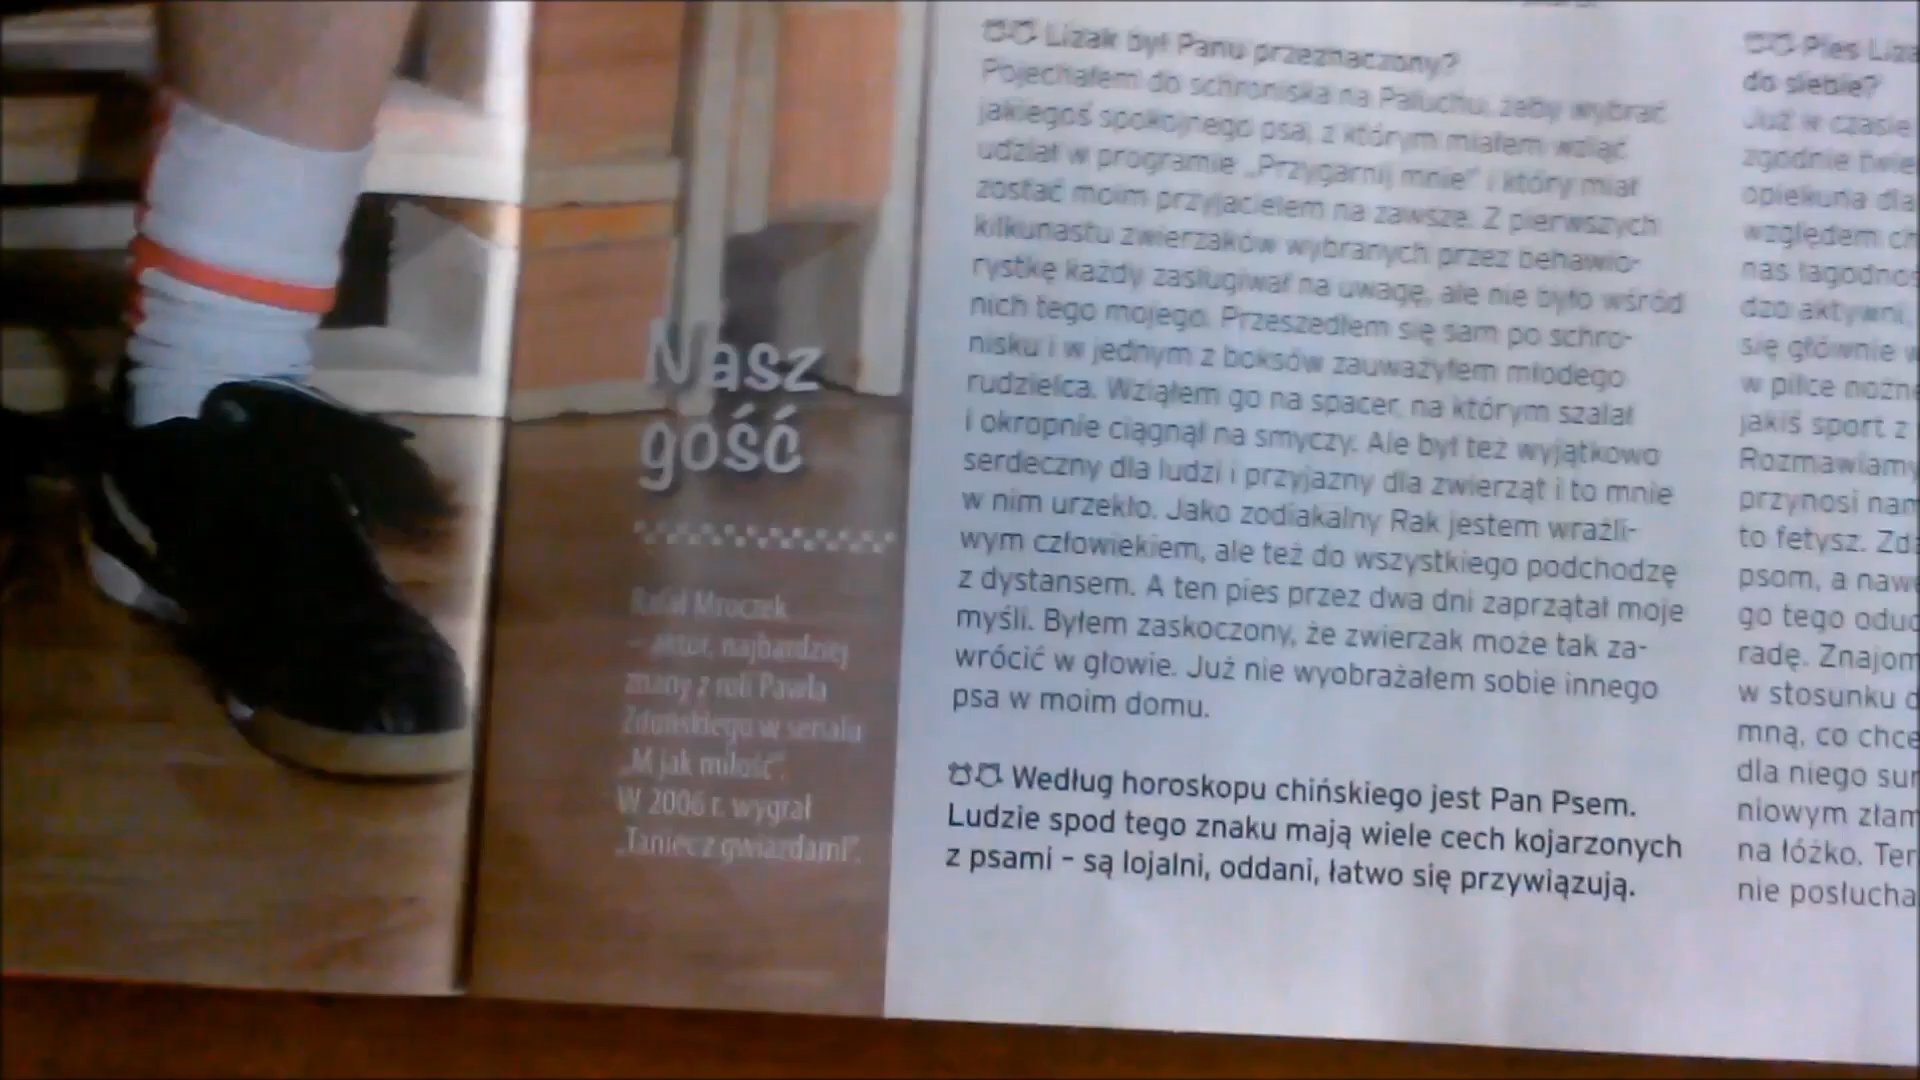 Nasz
gość
Rafał Mroczek
– aktor, najbardziej
znany z roli Pawła
Zduńskiego w serialu
„M jak miłość”.
W 2006 r. wygrał
„Taniec z gwiazdami”.
Lizak był Panu przeznaczony?
Pojechałem do schroniska na Paluchu, żeby wybrać
jakiegoś spokojnego psa, z którym miałem wziąć
udział w programie „Przygarnij mnie” i który miał
zostać moim przyjacielem na zawsze. Z pierwszych
kilkunastu zwierzaków wybranych przez behawio-
rystkę każdy zasługiwał na uwagę, ale nie było wśród
nich tego mojego. Przeszedłem się sam po schro-
nisku i w jednym z boksów zauważyłem młodego
rudzielca. Wziąłem go na spacer, na którym szalał
i okropnie ciągnął na smyczy. Ale był też wyjątkowo
serdeczny dla ludzi i przyjazny dla zwierząt i to mnie
w nim urzekło. Jako zodiakalny Rak jestem wraźli-
wym człowiekiem, ale też do wszystkiego podchodzę
z dystansem. A ten pies przez dwa dni zaprzątał moje
myśli. Byłem zaskoczony, że zwierzak może tak za-
wrócić w głowie. Już nie wyobrażałem sobie innego
psa w moim domu.
Według horoskopu chińskiego jest Pan Psem.
Ludzie spod tego znaku mają wiele cech kojarzonych
z psami – są lojalni, oddani, łatwo się przywiązują.
Pies Liza
do siebie?
Już w czasie
zgodnie twie
opiekuna dla
względem ch
nas łagodnoś
dzo aktywni,
się głównie w
w piłce nożne
jakiś sport z
Rozmawiamy
przynosi nam
to fetysz. Zda
psom, a nawe
go tego oduc
radę. Znajom
w stosunku d
mną, co chce
dla niego sur
niowym złam
na łóżko. Ter
nie posłucha